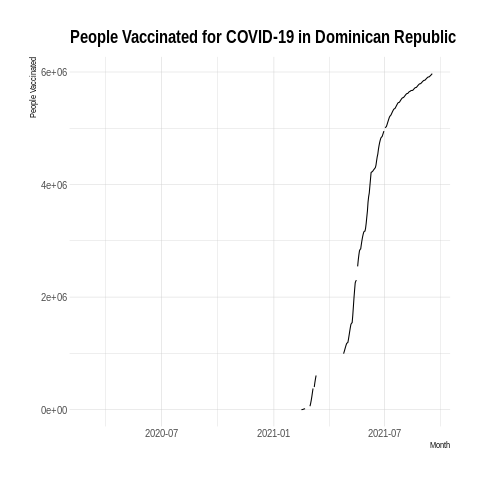 People Vaccinated for COVID-19 in Dominican Republic
People Vaccinated
6e+06
4e+06
2e+06
0e+00
2020-07
2021-01
2021-07
Month